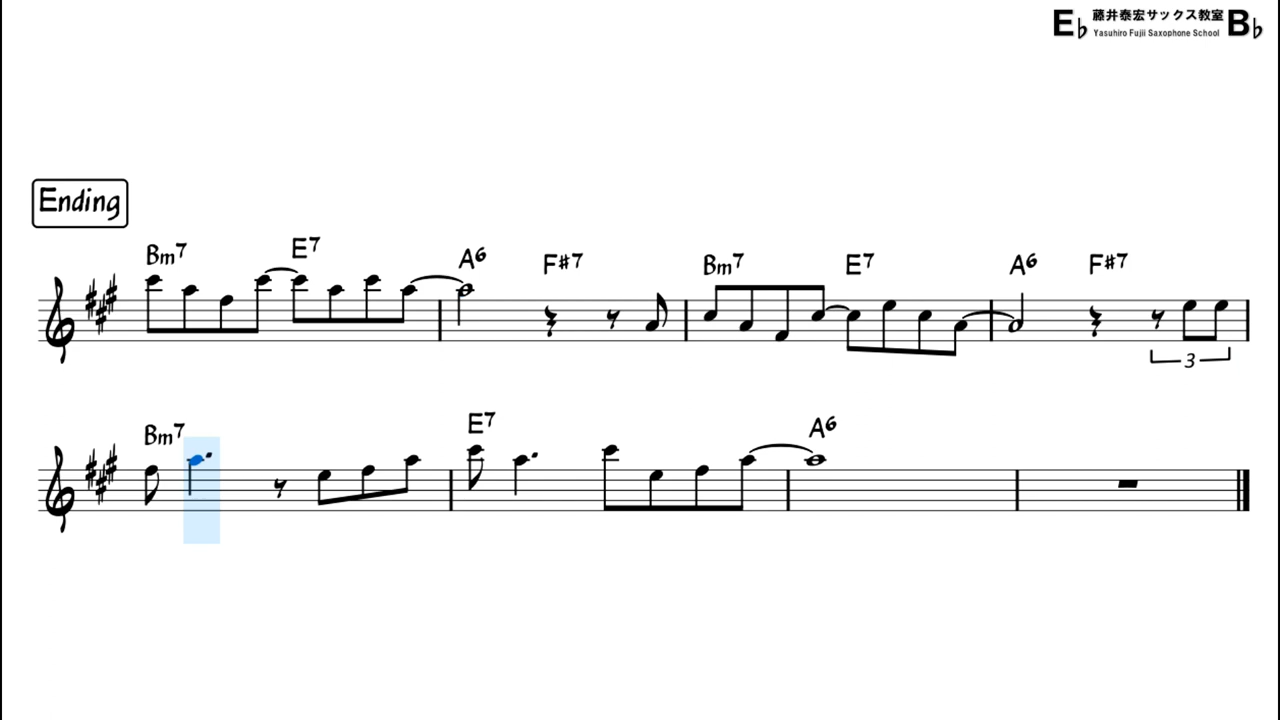 E♭ 藤井泰宏サックス教室 B♭
Yasuhiro Fujii Saxophone School
Ending
Bm7 E7 A6 F#7 Bm7 E7 A6 F#7
3
Bm7 E7 A6